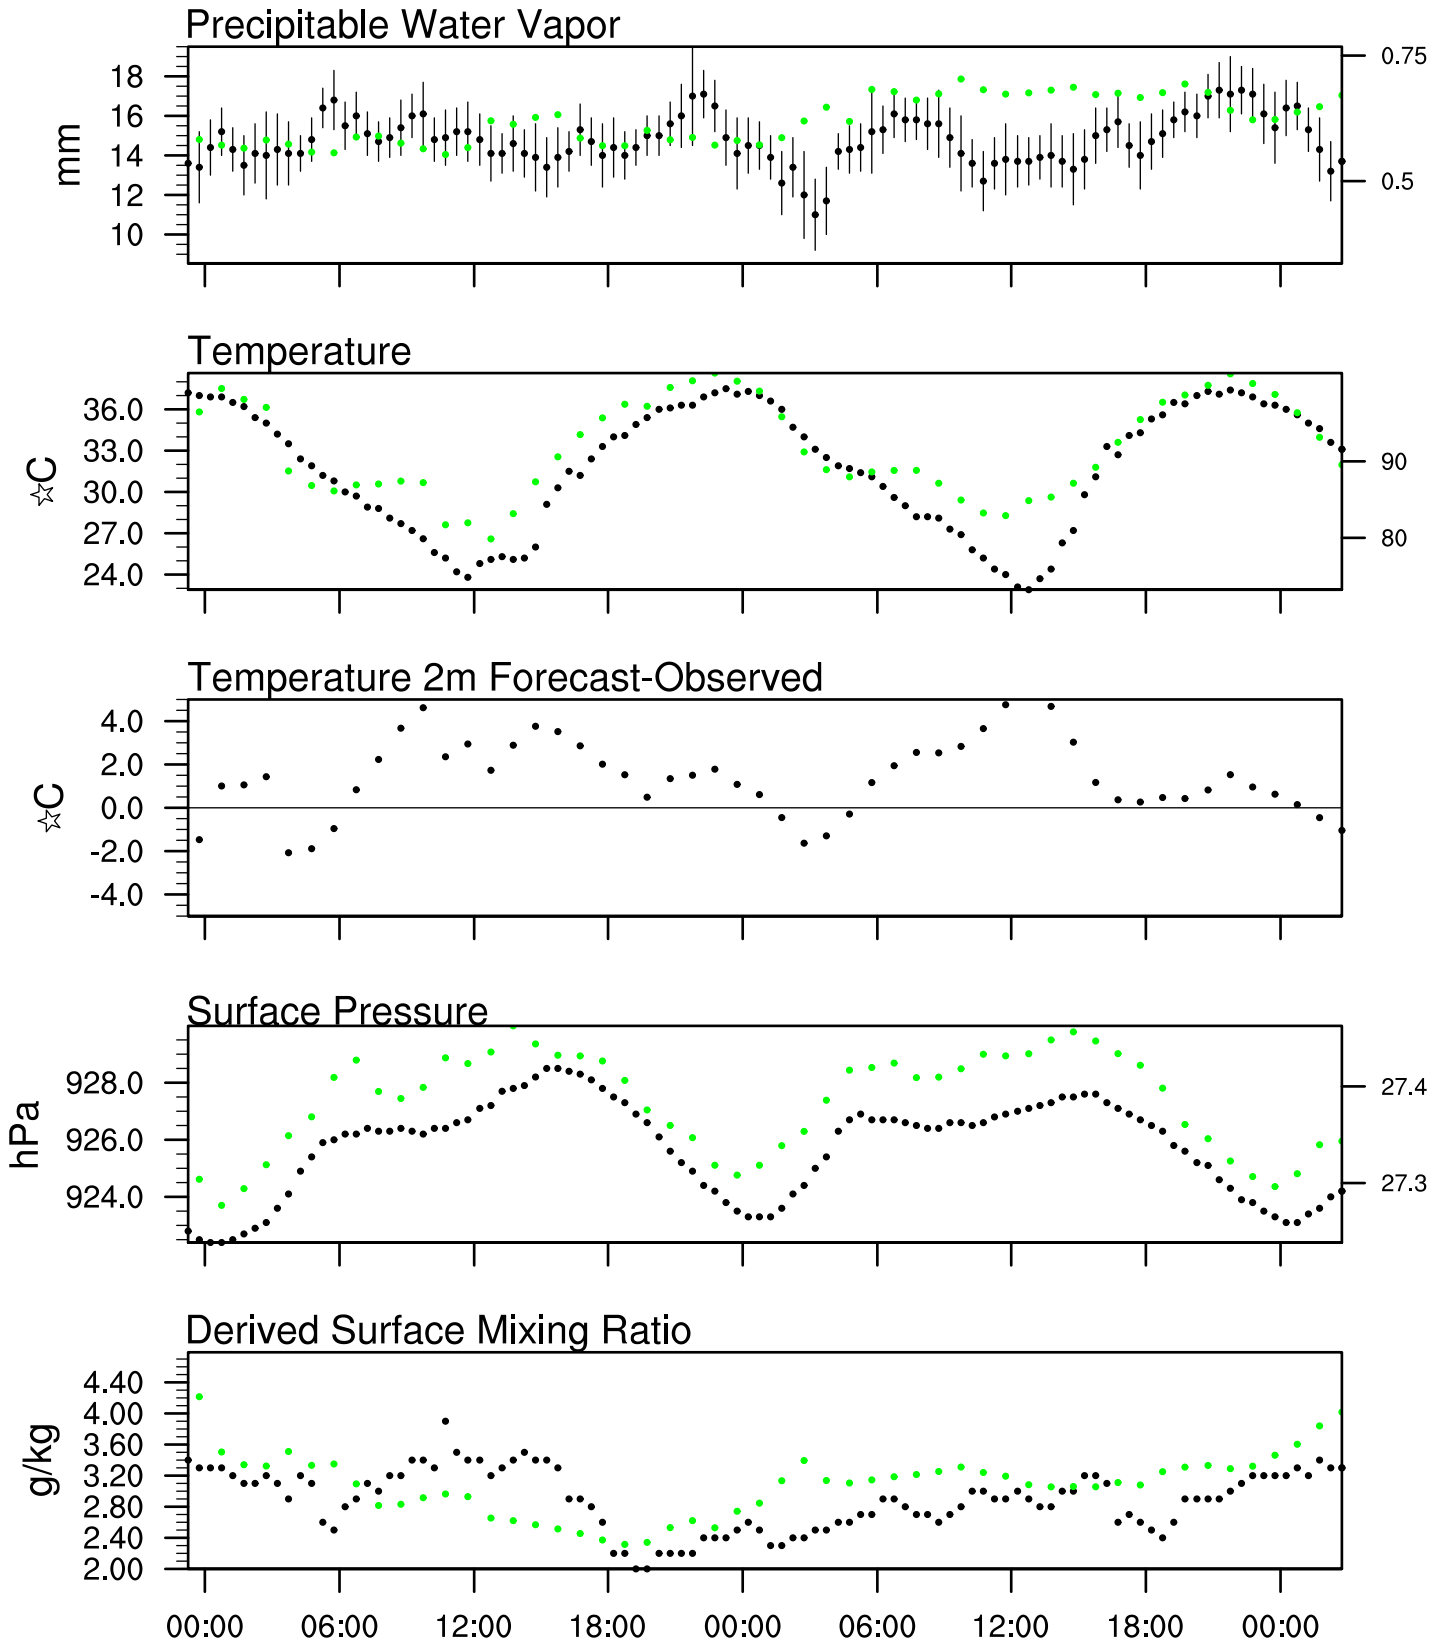 Precipitable Water Vapor
18
16
14
12
10
mm
0.75
0.5
Temperature
36.0
33.0
30.0
27.0
24.0
☆C
90
80
Temperature 2m Forecast-Observed
4.0
2.0
0.0
-2.0
-4.0
☆C
Surface Pressure
928.0
926.0
924.0
hPa
27.4
27.3
Derived Surface Mixing Ratio
4.40
4.00
3.60
3.20
2.80
2.40
2.00
g/kg
00:00 06:00 12:00 18:00 00:00 06:00 12:00 18:00 00:00